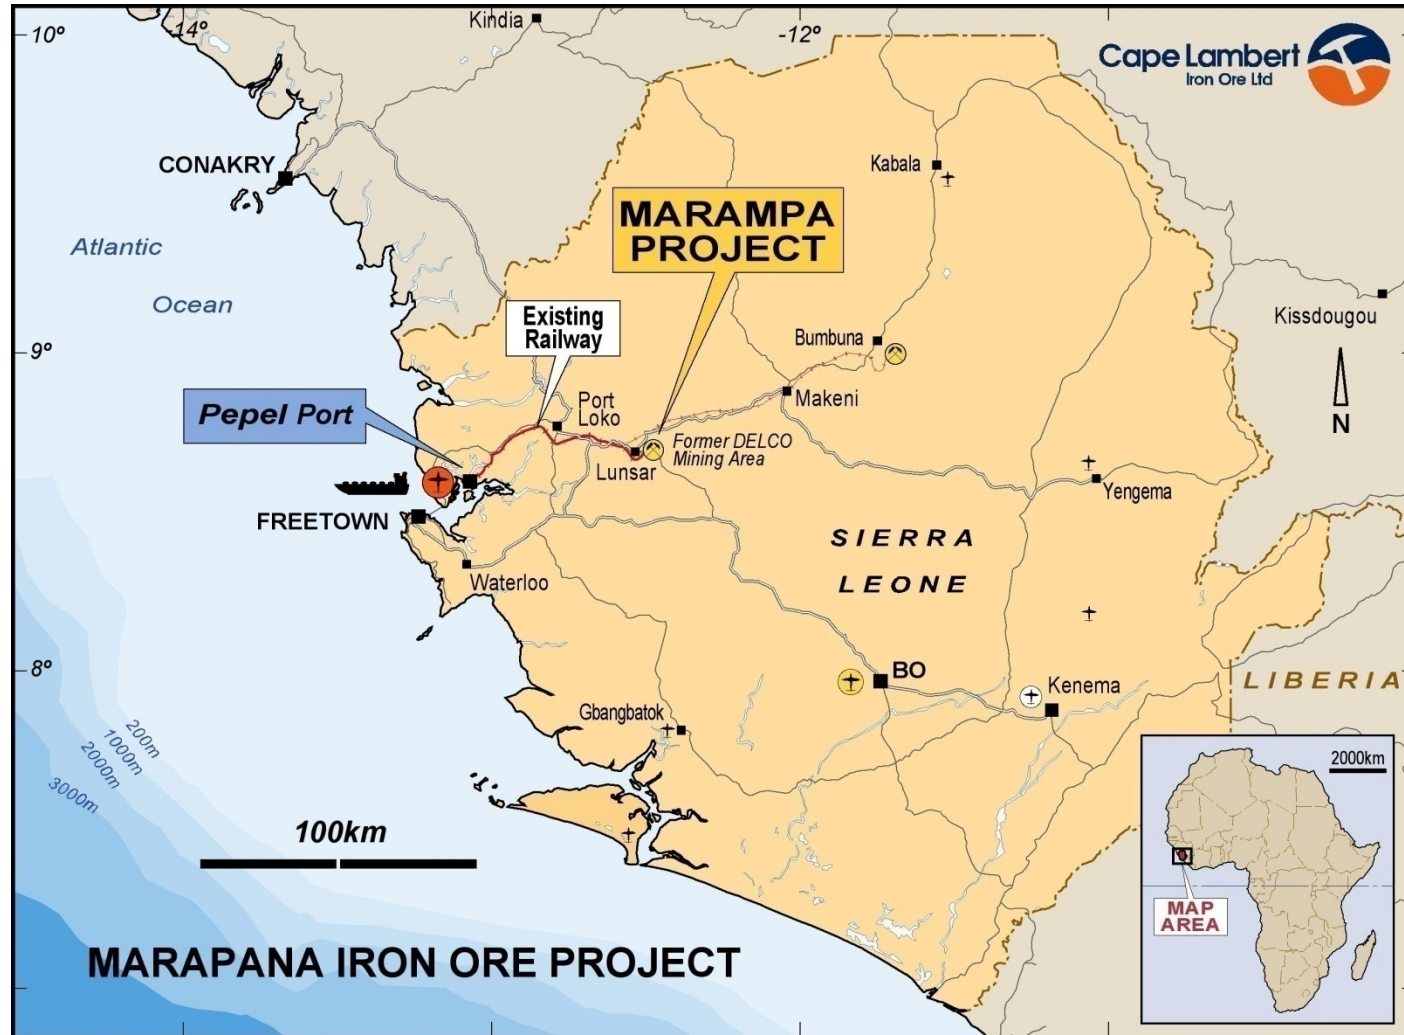 10º
-14º
Kindia
-12º
Cape Lambert
Iron Ore Ltd
CONAKRY
Kabala
MARAMPA
PROJECT
Atlantic
Ocean
Existing
Railway
Kissdougou
Bumbuna
9º
N
Pepel Port
Port
Loko
Makeni
Former DELCO
Mining Area
Lunsar
Yengema
FREETOWN
SIERRA
LEONE
Waterloo
8º
BO
Kenema
LIBERIA
Gbangbatok
200m
1000m
2000m
3000m
2000km
100km
MAP
AREA
MARAPANA IRON ORE PROJECT